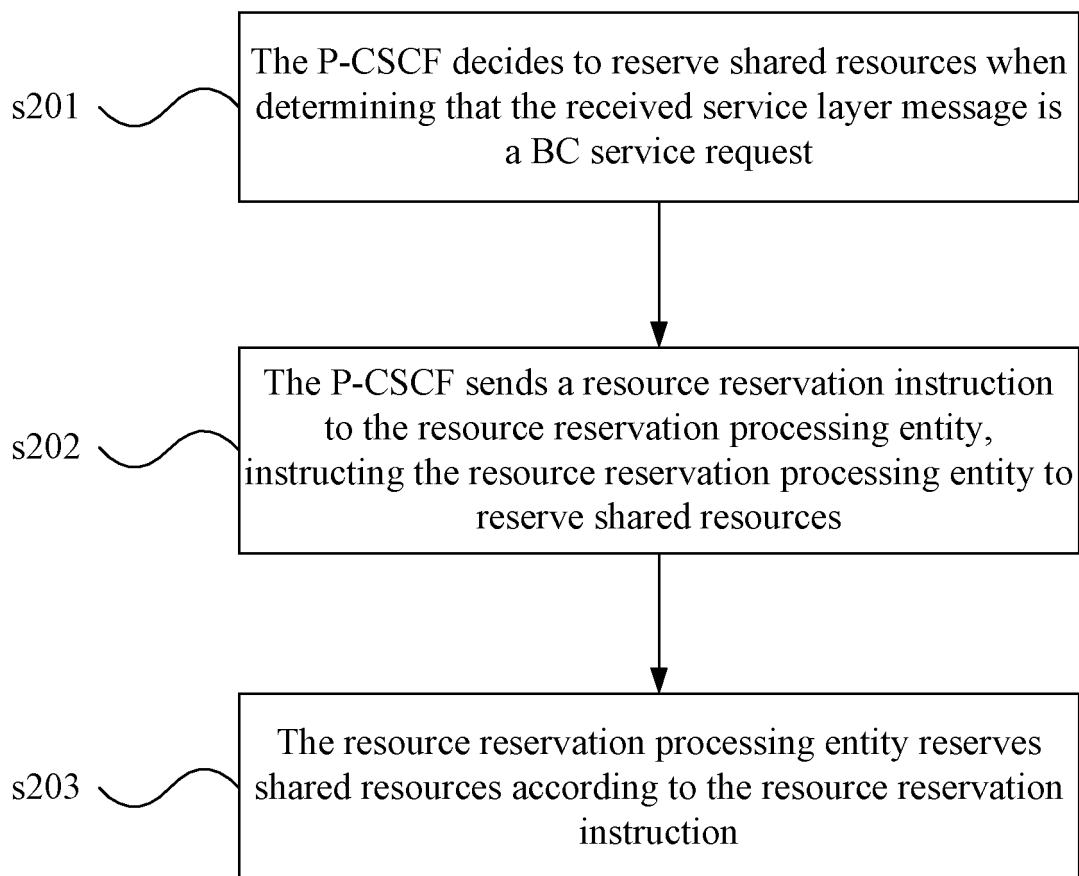 s201
The P-CSCF decides to reserve shared resources when
determining that the received service layer message is
a BC service request
s202
The P-CSCF sends a resource reservation instruction
to the resource reservation processing entity,
instructing the resource reservation processing entity to
reserve shared resources
s203
The resource reservation processing entity reserves
shared resources according to the resource reservation
instruction